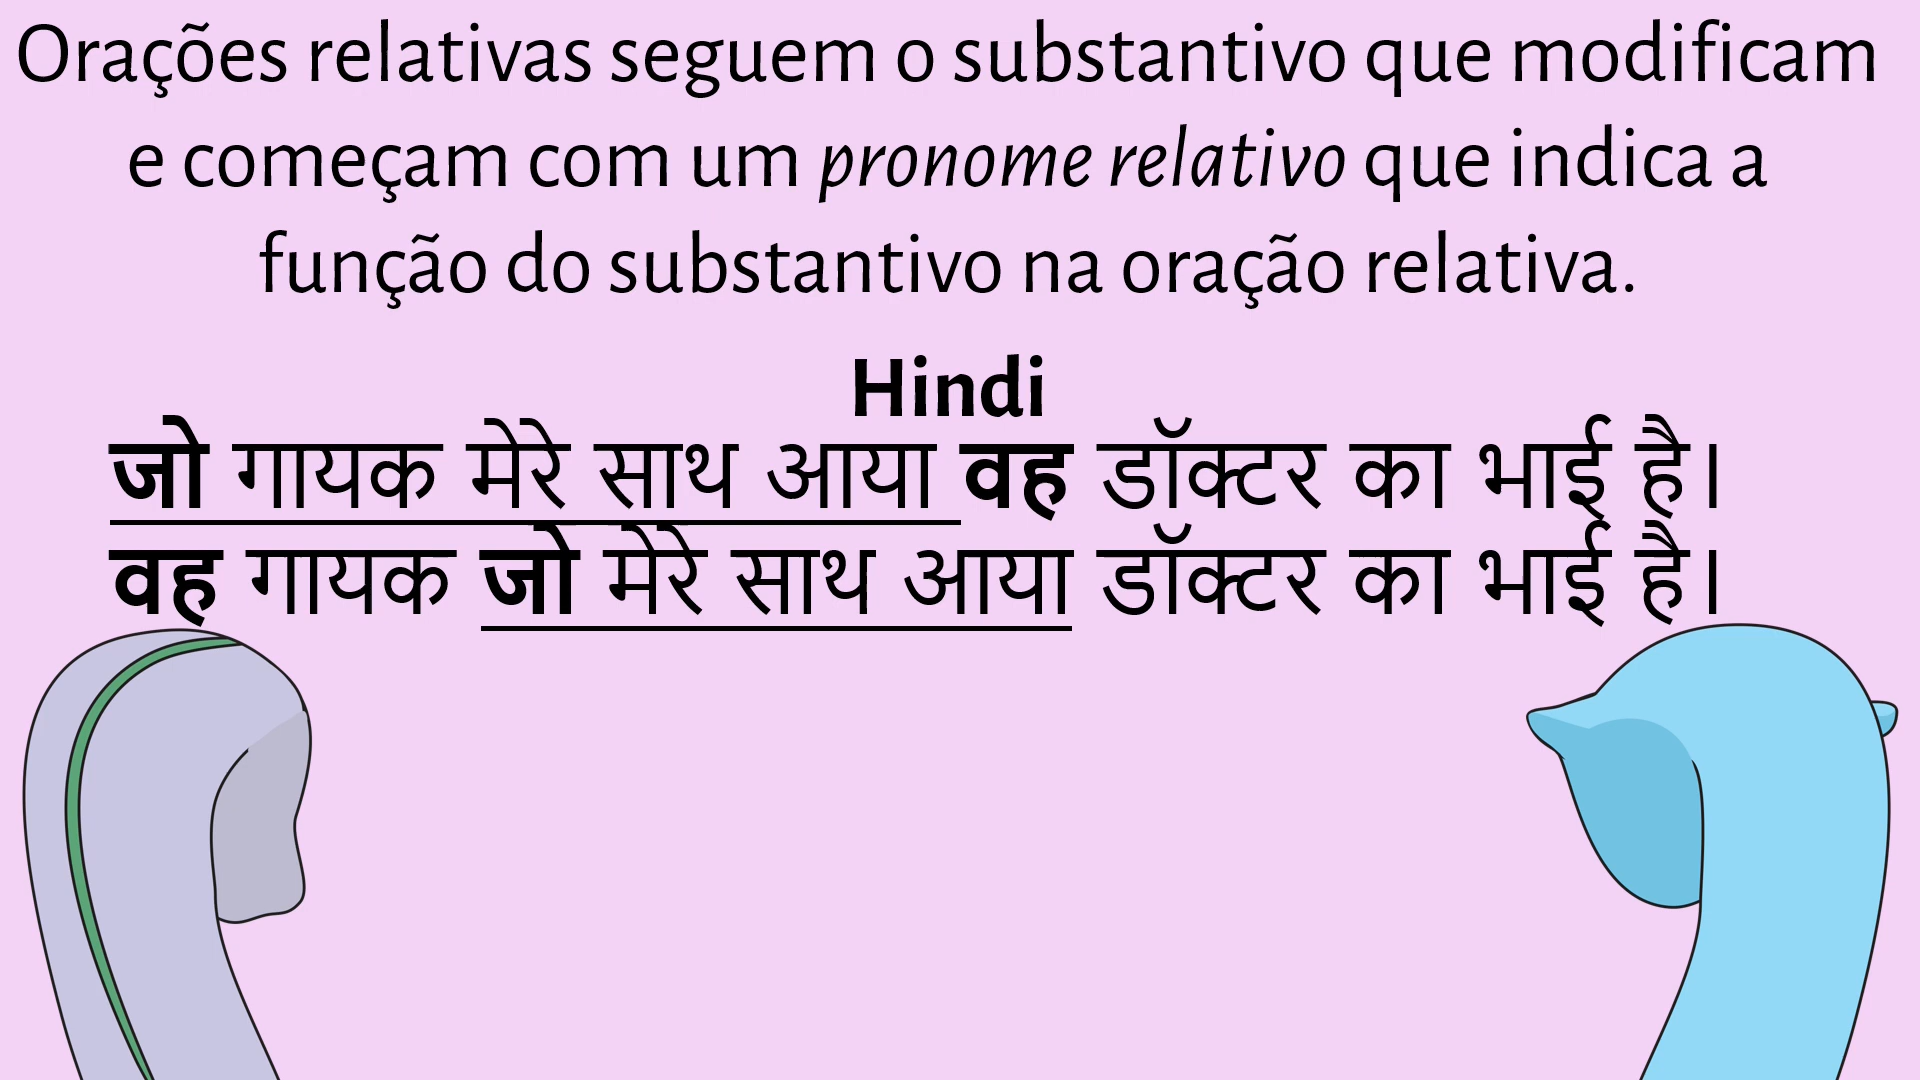 Orações relativas seguem o substantivo que modificam
e começam com um pronome relativo que indica a
função do substantivo na oração relativa.
Hindi
जो गायक मेरे साथ आया वह डॉक्टर का भाई है।
वह गायक जो मेरे साथ आया डॉक्टर का भाई है।